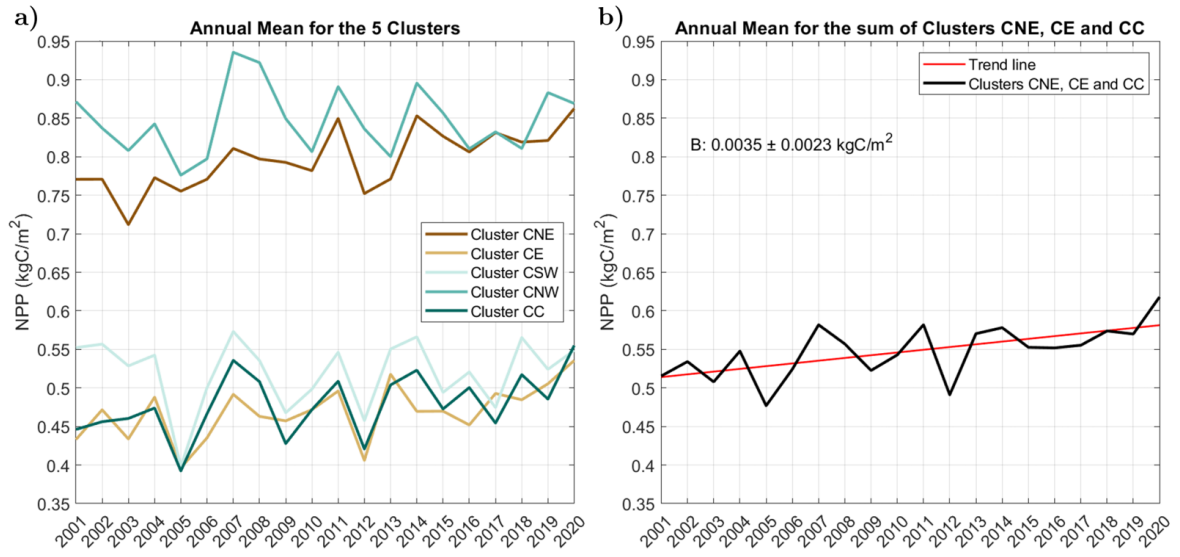 a)
Annual Mean for the 5 Clusters
0.95
0.9
0.85
0.8
0.75
0.7
0.65
0.6
0.55
0.5
0.45
0.4
0.35
NPP (kgC/m²)
Cluster CNE
Cluster CE
Cluster CSW
Cluster CNW
Cluster CC
2001 2002 2003 2004 2005 2006 2007 2008 2009 2010 2011 2012 2013 2014 2015 2016 2017 2018 2019 2020
b)
Annual Mean for the sum of Clusters CNE, CE and CC
0.95
0.9
0.85
0.8
0.75
0.7
0.65
0.6
0.55
0.5
0.45
0.4
0.35
NPP (kgC/m²)
Trend line
Clusters CNE, CE and CC
B: 0.0035 ± 0.0023 kgC/m²
2001 2002 2003 2004 2005 2006 2007 2008 2009 2010 2011 2012 2013 2014 2015 2016 2017 2018 2019 2020